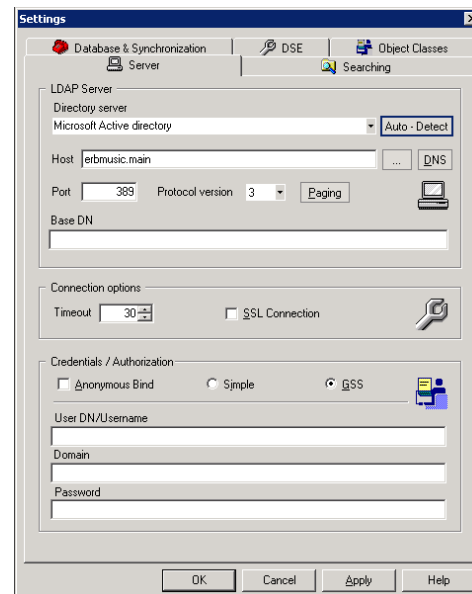 Settings
Database & Synchronization DSE Object Classes
Server Searching
LDAP Server
Directory server
Microsoft Active directory Auto - Detect
Host erbmusic.main ... DNS
Port 389 Protocol version 3 Paging
Base DN
Connection options
Timeout 30 SSL Connection
Credentials / Authorization
Anonymous Bind Simple GSS
User DN/Username
Domain
Password
OK Cancel Apply Help